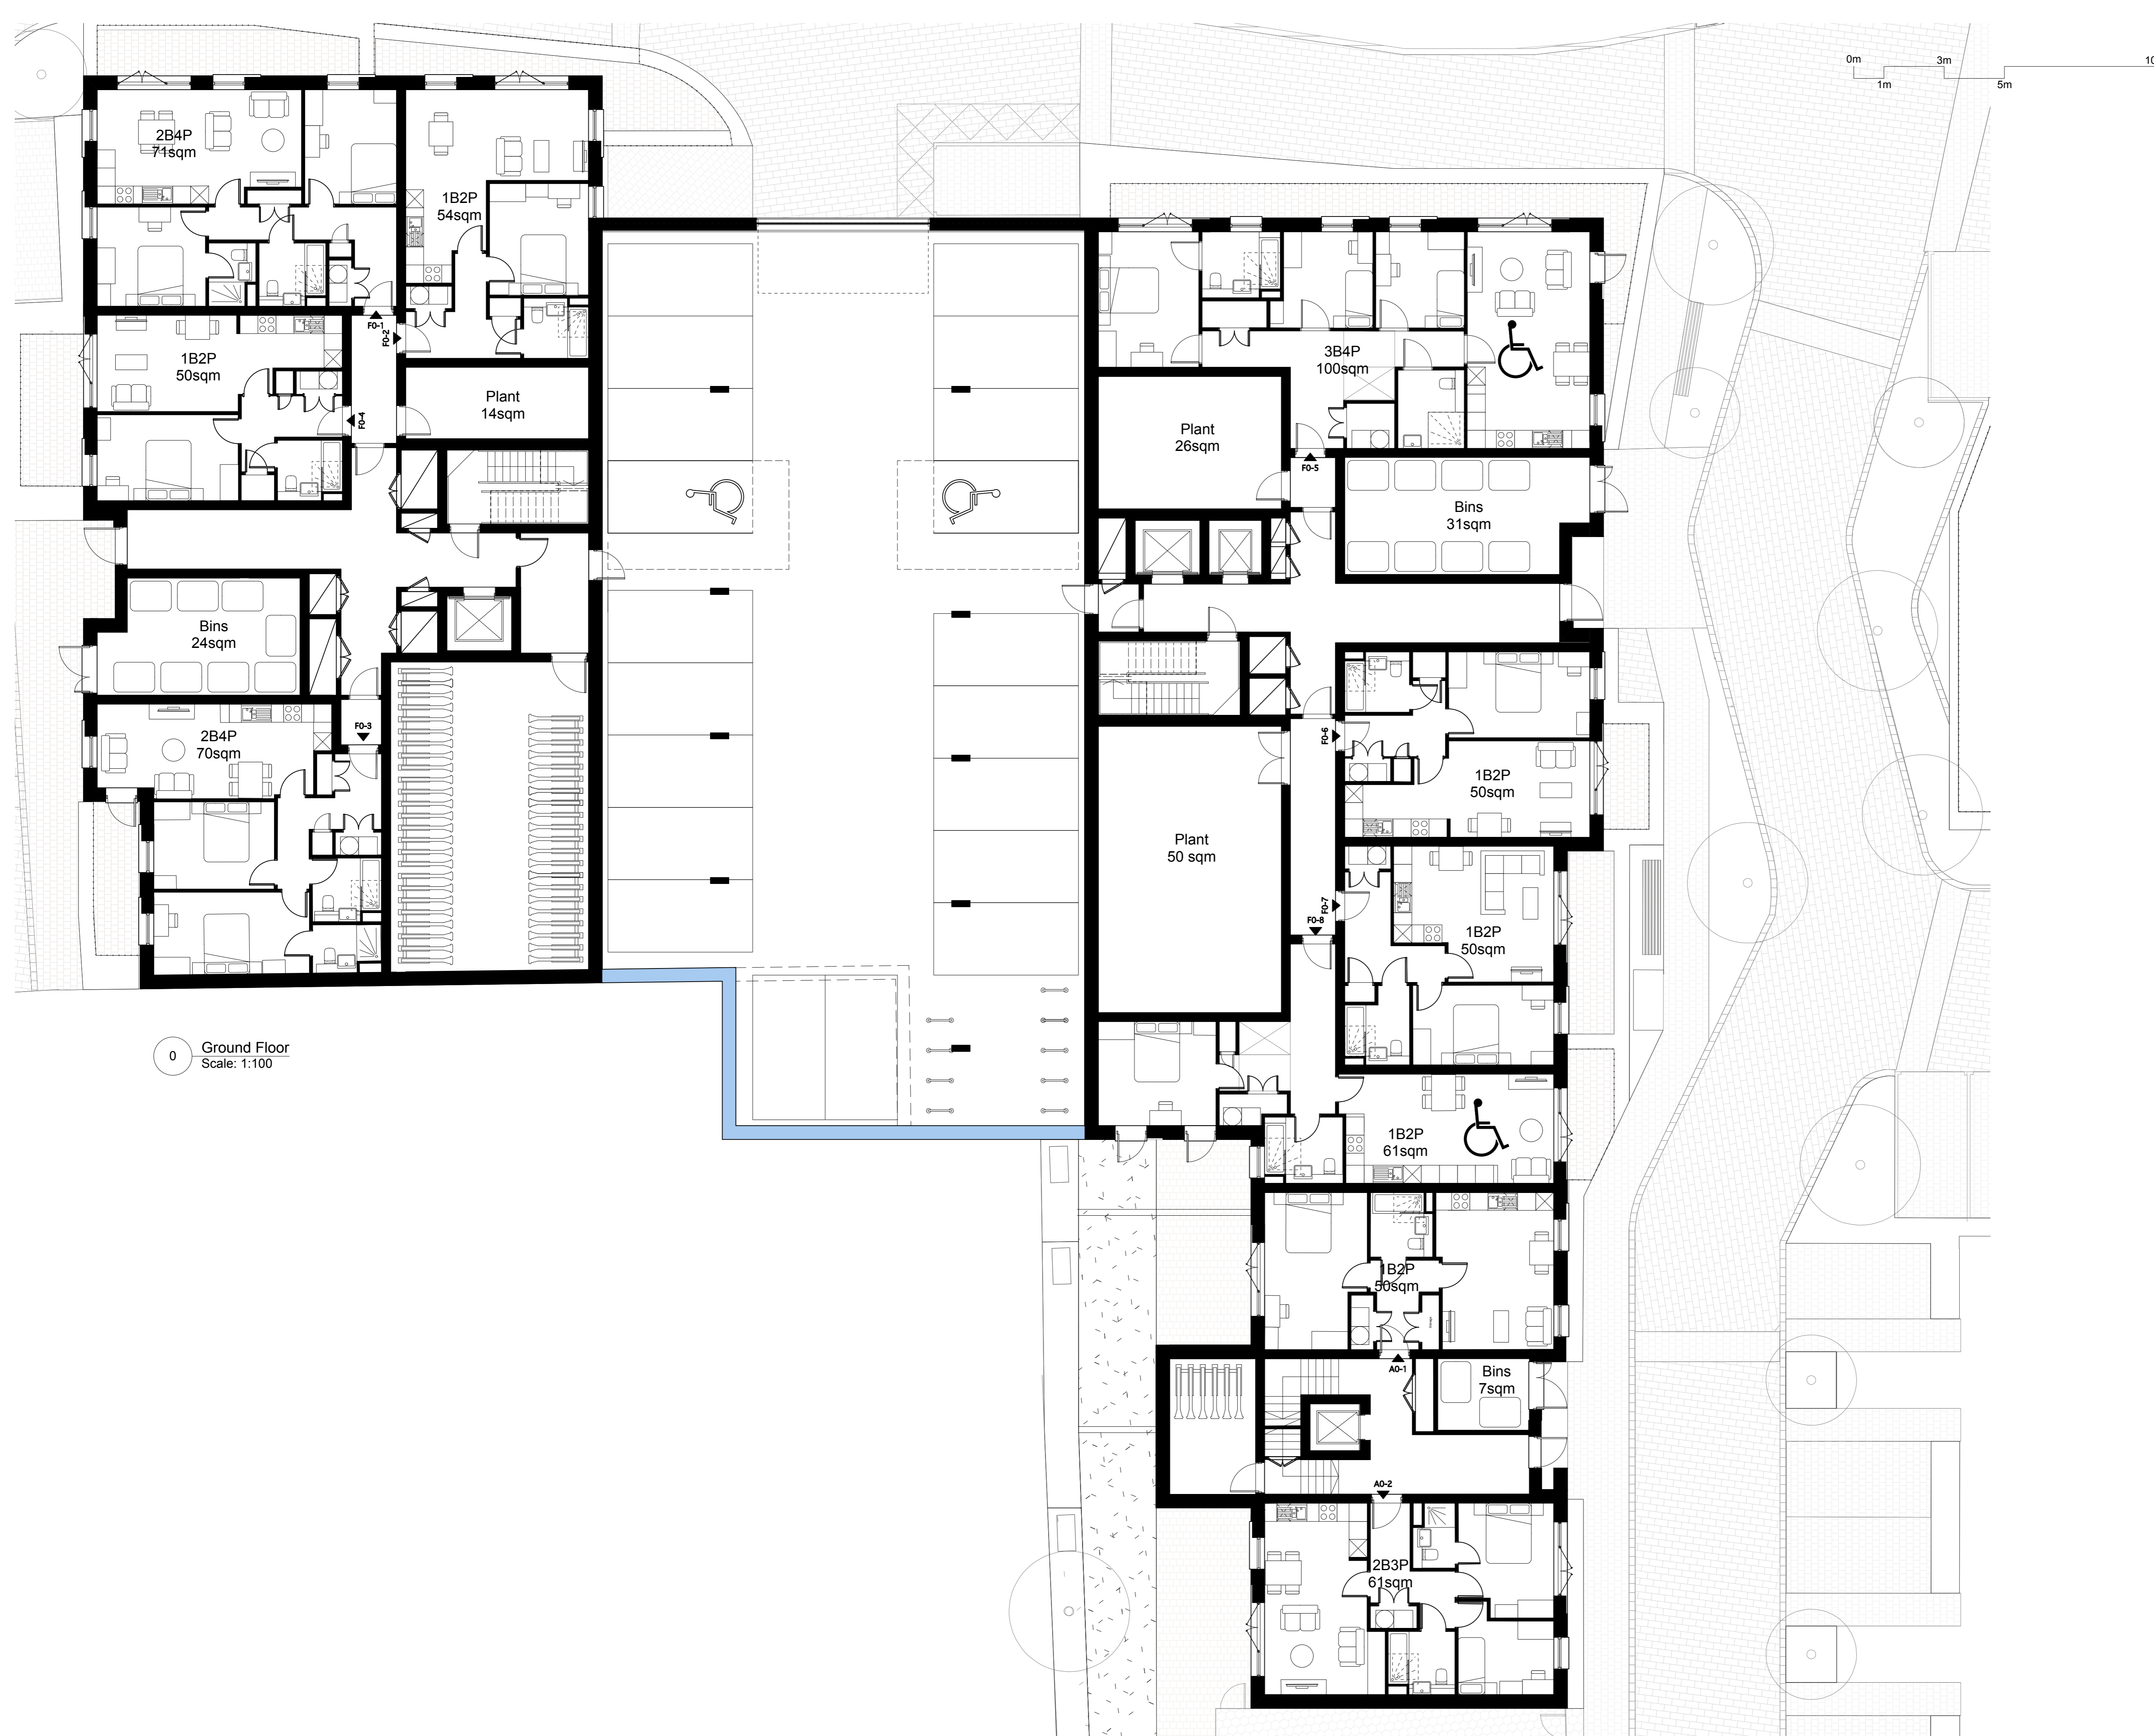 0m
3m
10
1m
5m
2B4P
71sqm
1B2P
54sqm
F0-1
F0-2
1B2P
50sqm
F0-4
Plant
14sqm
3B4P
100sqm
Plant
26sqm
F0-5
Bins
31sqm
Bins
24sqm
F0-3
2B4P
70sqm
F0-6
1B2P
50sqm
Plant
50 sqm
F0-7
F0-8
1B2P
50sqm
0
Ground Floor
Scale: 1:100
1B2P
61sqm
1B2P
50sqm
A0-1
Bins
7sqm
A0-2
2B3P
61sqm